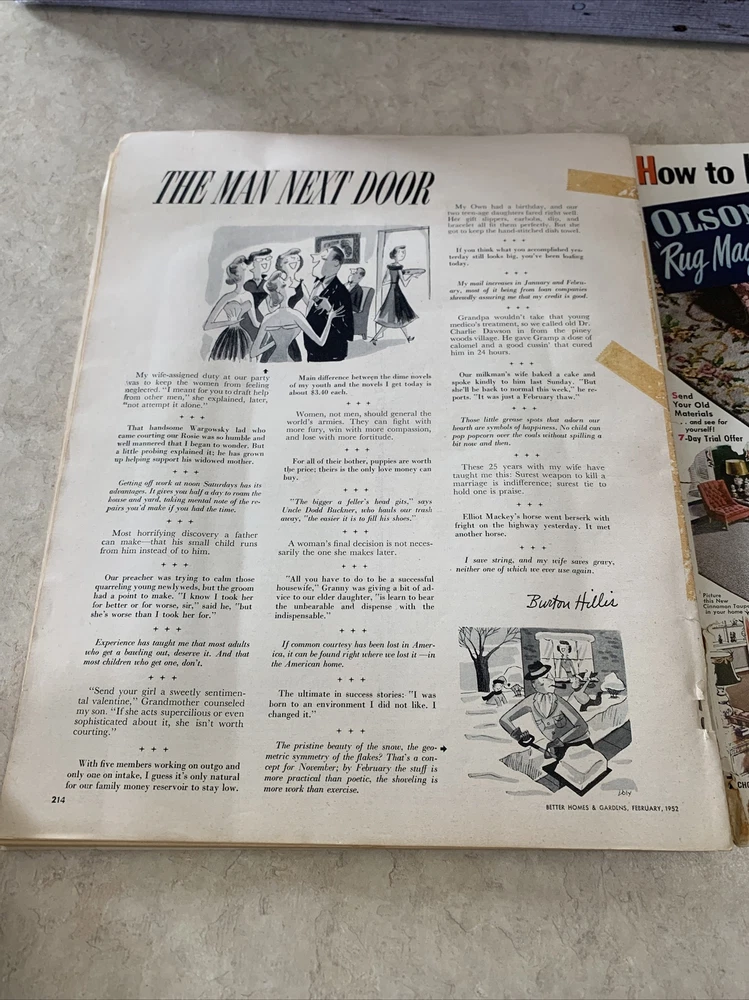 THE MAN NEXT DOOR
My wife-assigned duty at our party
was to keep the women from feeling
neglected. "I meant for you to draft help
from other men," she explained, later,
"not attempt it alone."
+ + +
That handsome Wargowsky lad who
came courting our Rosie was so humble and
well mannered that I began to wonder. But
a little probing explained it; he has grown
up helping support his widowed mother.
+ + +
Getting off work at noon Saturdays has its
advantages. It gives you half a day to roam the
house and yard, taking mental note of the re-
pairs you'd make if you had the time.
+ + +
Most horrifying discovery a father
can make—that his small child runs
from him instead of to him.
+ + +
Our preacher was trying to calm those
quarreling young newlyweds, but the groom
had a point to make. "I know I took her
for better or for worse, sir," said he, "but
she's worse than I took her for."
+ + +
Experience has taught me that most adults
who get a bawling out, deserve it. And that
most children who get one, don't.
+ + +
"Send your girl a sweetly sentimen-
tal valentine," Grandmother counseled
my son. "If she acts supercilious or even
sophisticated about it, she isn't worth
courting."
+ + +
With five members working on outgo and
only one on intake, I guess it's only natural
for our family money reservoir to stay low.
214
Main difference between the dime novels
of my youth and the novels I get today is
about $3.40 each.
+ + +
Women, not men, should general the
world's armies. They can fight with
more fury, win with more compassion,
and lose with more fortitude.
+ + +
For all of their bother, puppies are worth
the price; theirs is the only love money can
buy.
+ + +
"The bigger a feller's head gits," says
Uncle Dodd Buckner, who hauls our trash
away, "the easier it is to fill his shoes."
+ + +
A woman's final decision is not neces-
sarily the one she makes later.
+ + +
"All you have to do to be a successful
housewife," Granny was giving a bit of ad-
vice to our elder daughter, "is learn to bear
the unbearable and dispense with the
indispensable."
+ + +
If common courtesy has been lost in Amer-
ica, it can be found right where we lost it—in
the American home.
+ + +
The ultimate in success stories: "I was
born to an environment I did not like. I
changed it."
+ + +
The pristine beauty of the snow, the geo-
metric symmetry of the flakes? That's a con-
cept for November; by February the stuff is
more practical than poetic, the shoveling is
more work than exercise.
My Own had a birthday, and our
two teen-age daughters fared right well.
Her gift slippers, earbobs, slip, and
bracelet all fit them perfectly. But she
got to keep the hand-stitched dish towel.
+ + +
If you think what you accomplished yes-
terday still looks big, you've been loafing
today.
+ + +
My mail increases in January and Febru-
ary, most of it being from loan companies
shrewdly assuring me that my credit is good.
+ + +
Grandpa wouldn't take that young
medico's treatment, so we called old Dr.
Charlie Dawson in from the piney
woods village. He gave Gramp a dose of
calomel and a good cussin' that cured
him in 24 hours.
+ + +
Our milkman's wife baked a cake and
spoke kindly to him last Sunday. "But
she'll be back to normal this week," he re-
ports. "It was just a February thaw."
+ + +
Those little grease spots that adorn our
hearth are symbols of happiness. No child can
pop popcorn over the coals without spilling a
bit now and then.
+ + +
These 25 years with my wife have
taught me this: Surest weapon to kill a
marriage is indifference; surest tie to
hold one is praise.
+ + +
Elliot Mackey's horse went berserk with
fright on the highway yesterday. It met
another horse.
+ + +
I save string, and my wife saves gravy,
neither one of which we ever use again.
Burton Hillis
BETTER HOMES & GARDENS, FEBRUARY, 1952
How to
OLSON
"Rug
Send
Your Old
Materials
... and see for
yourself!
7-Day Trial Offer
Picture
this New
Cinnamon
in your home